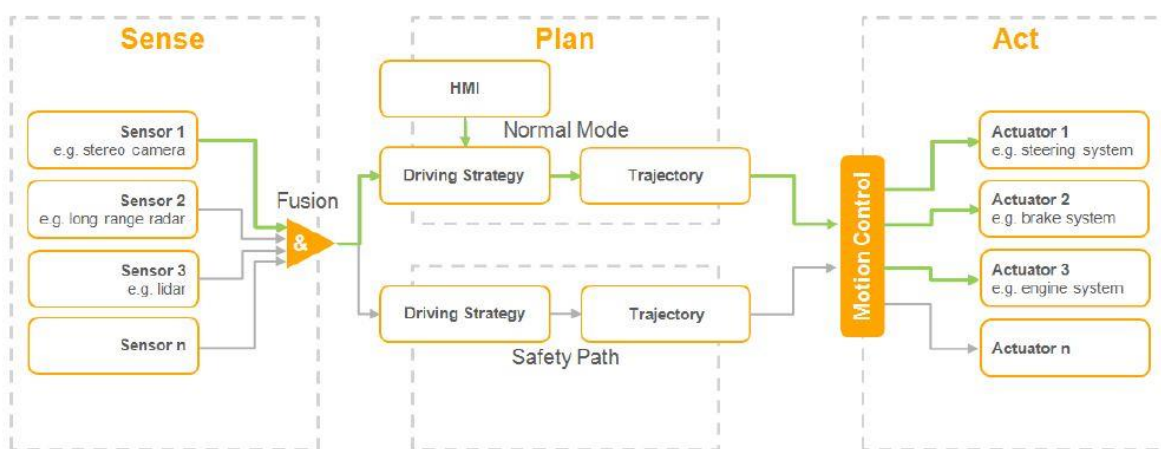 Sense
Plan
Act
HMI
Sensor 1
e.g. stereo camera
Normal Mode
Actuator 1
e.g. steering system
Driving Strategy
Trajectory
Sensor 2
e.g. long range radar
Fusion
&
Motion Control
Actuator 2
e.g. brake system
Sensor 3
e.g. lidar
Actuator 3
e.g. engine system
Driving Strategy
Trajectory
Sensor n
Safety Path
Actuator n